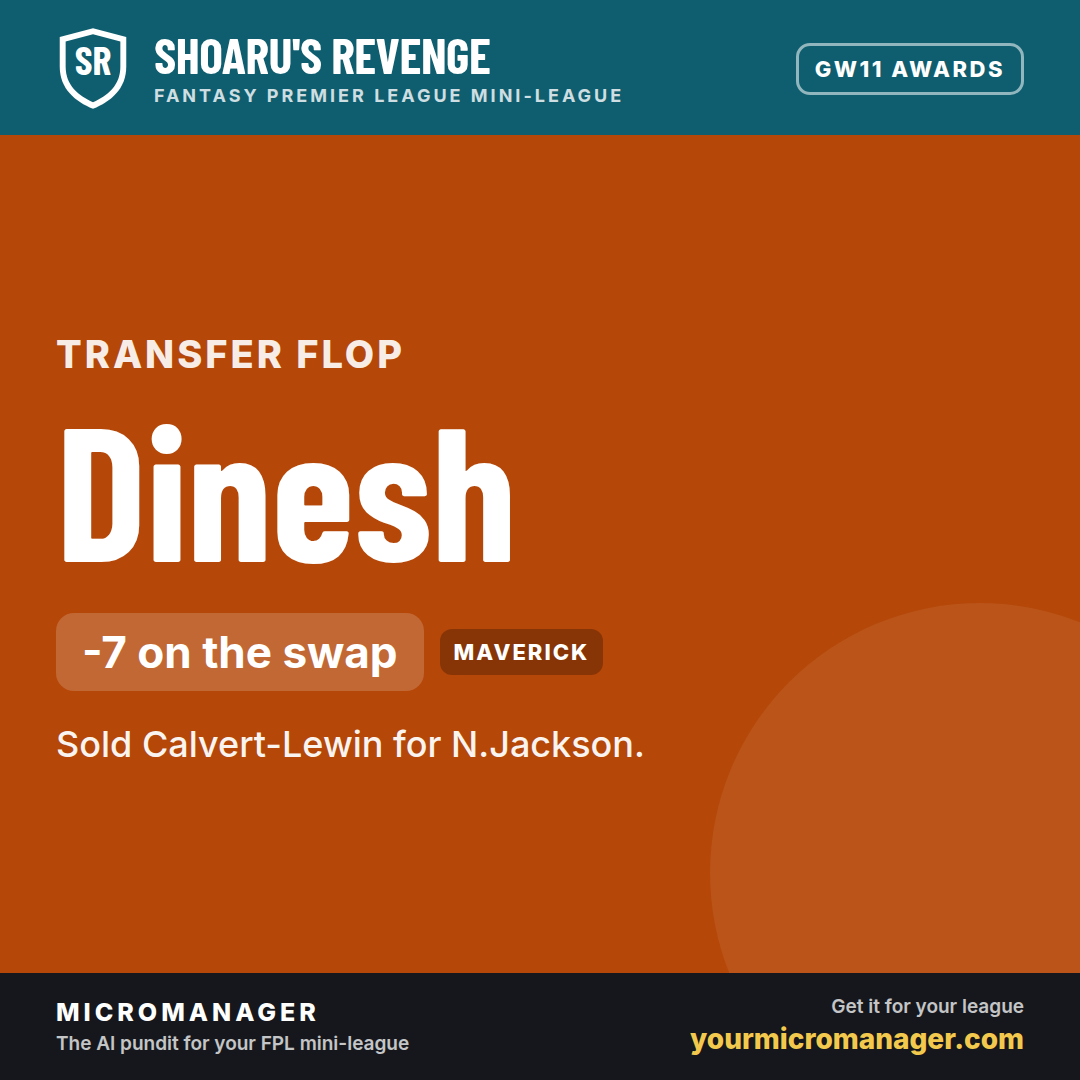 SR
SHOARU'S REVENGE
FANTASY PREMIER LEAGUE MINI-LEAGUE
GW11 AWARDS
TRANSFER FLOP
Dinesh
-7 on the swap
MAVERICK
Sold Calvert-Lewin for N.Jackson.
MICROMANAGER
The AI pundit for your FPL mini-league
Get it for your league
yourmicromanager.com